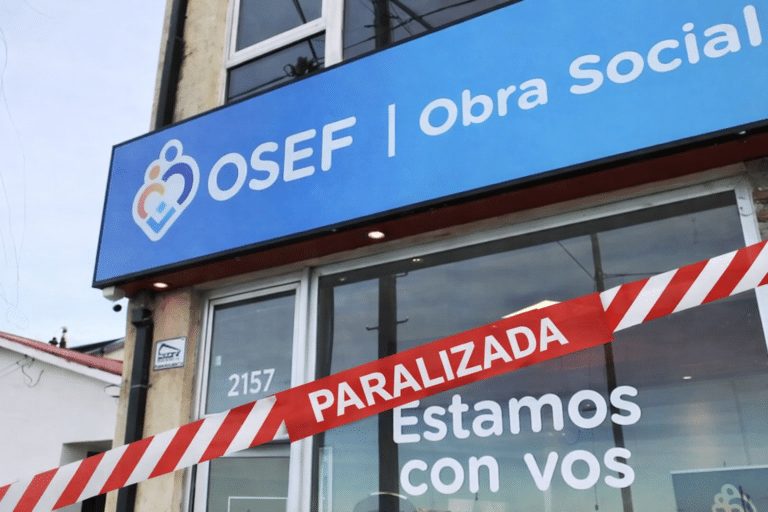 OSEF | Obra Social
2157
PARALIZADA
Estamos
con vos